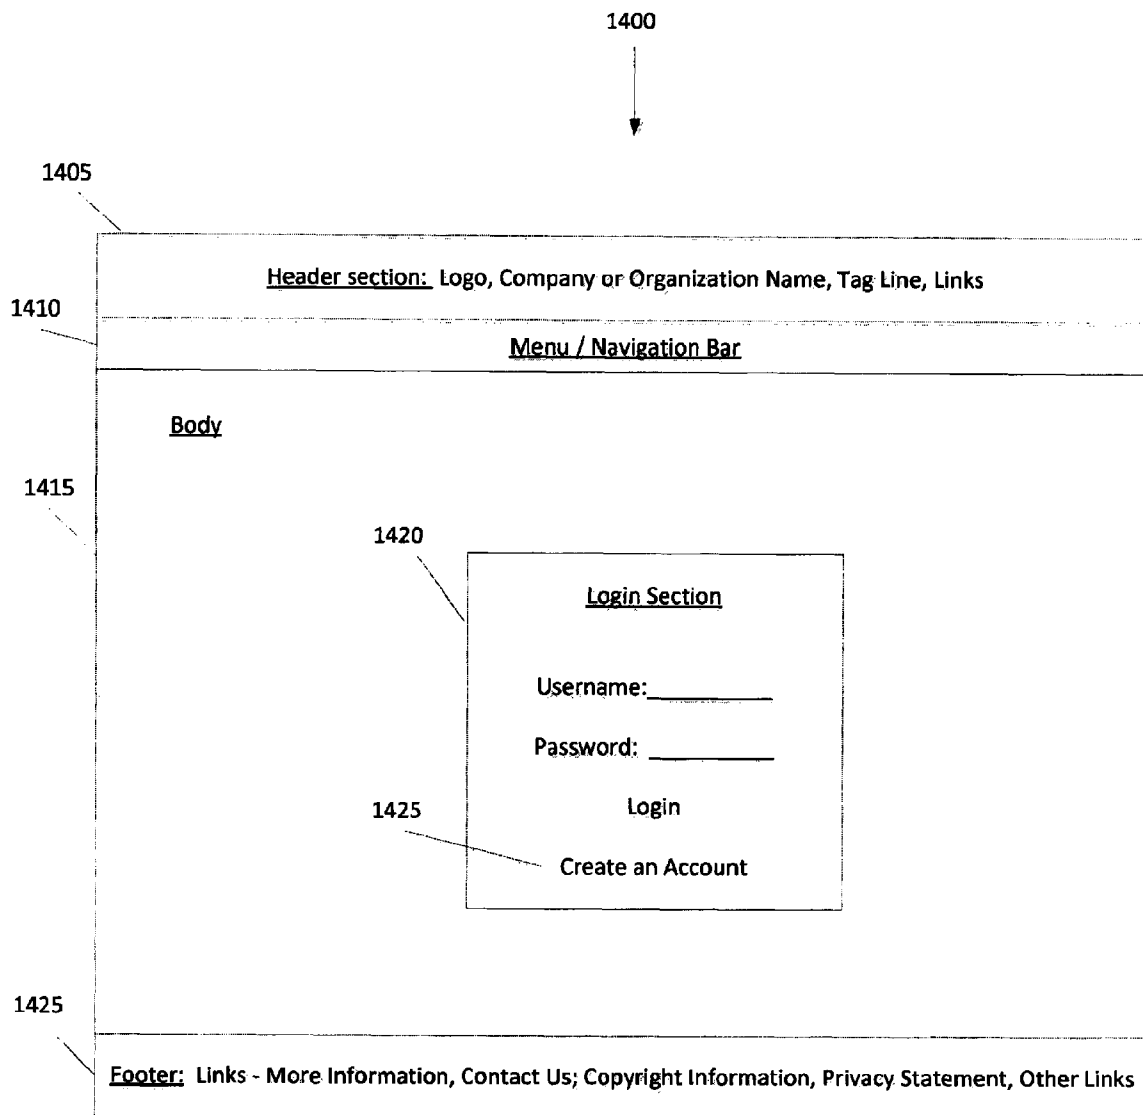 1400
1405
Header section: Logo, Company or Organization Name, Tag Line, Links
1410
Menu / Navigation Bar
Body
1415
1420
Login Section
Username:__________
Password: __________
Login
1425
Create an Account
1425
Footer: Links - More Information, Contact Us; Copyright Information, Privacy Statement, Other Links